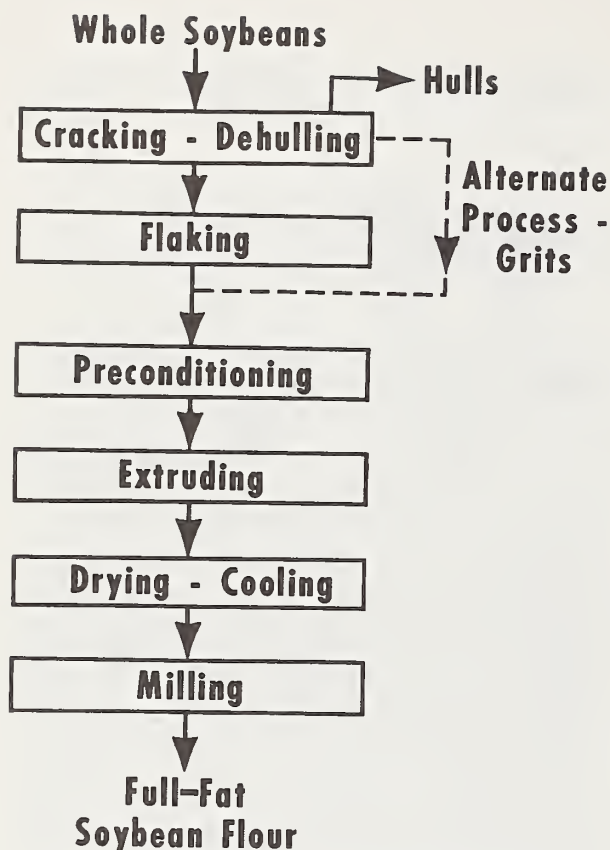 Whole Soybeans
Hulls
Cracking - Dehulling
Alternate
Process -
Grits
Flaking
Preconditioning
Extruding
Drying - Cooling
Milling
Full-Fat
Soybean Flour